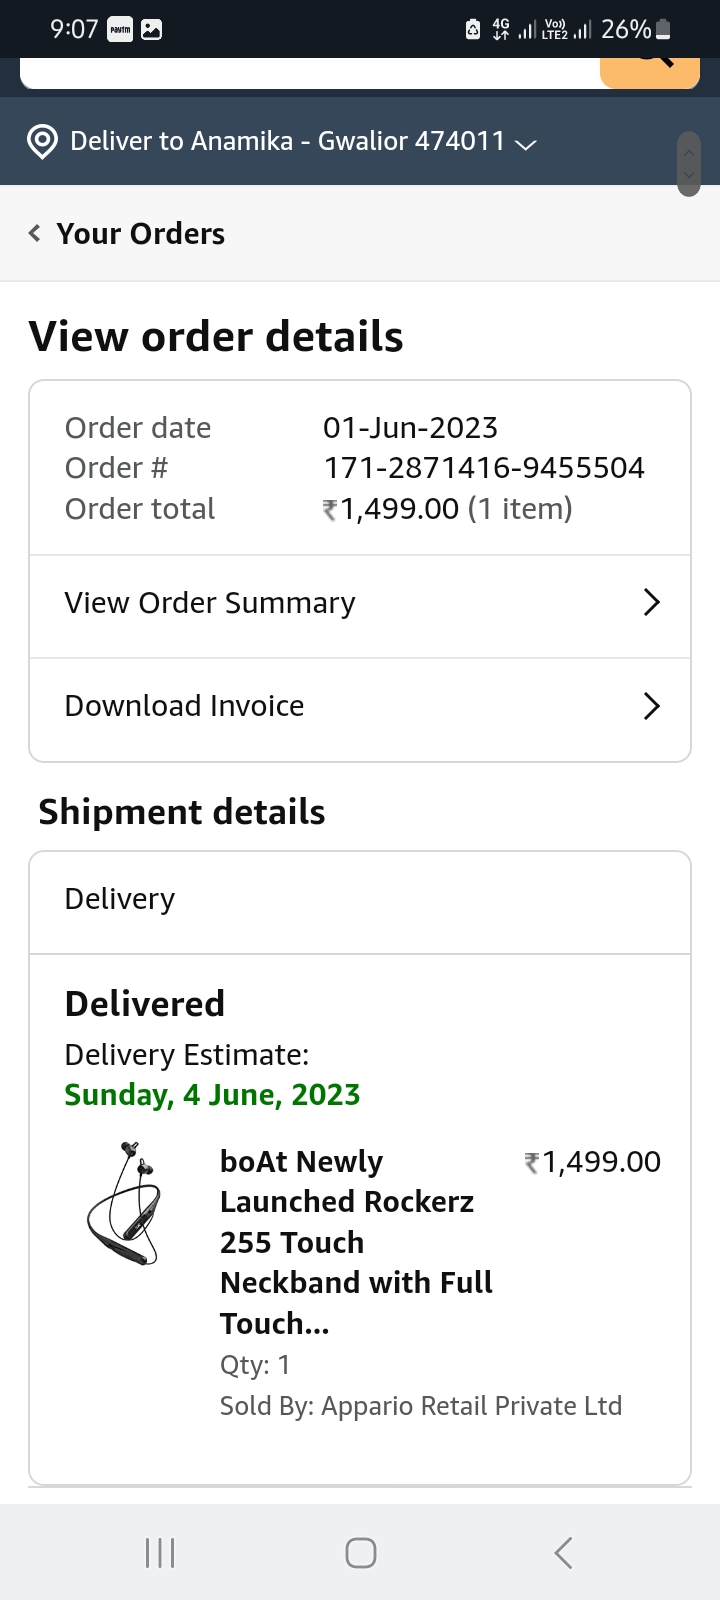 9:07 paytm 4G Vo)) LTE2 26%
Deliver to Anamika - Gwalior 474011
Your Orders
View order details
Order date 01-Jun-2023
Order # 171-2871416-9455504
Order total ₹1,499.00 (1 item)
View Order Summary
Download Invoice
Shipment details
Delivery
Delivered
Delivery Estimate:
Sunday, 4 June, 2023
boAt Newly ₹1,499.00
Launched Rockerz
255 Touch
Neckband with Full
Touch...
Qty: 1
Sold By: Appario Retail Private Ltd